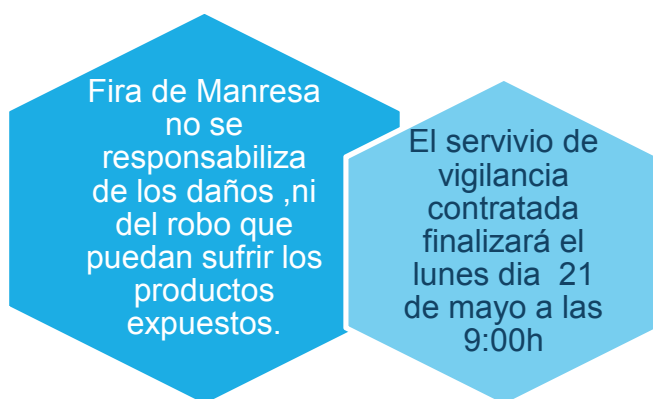 Fira de Manresa
no se
responsabiliza
de los daños ,ni
del robo que
puedan sufrir los
productos
expuestos.
El servivio de
vigilancia
contratada
finalizará el
lunes dia  21
de mayo a las
9:00h